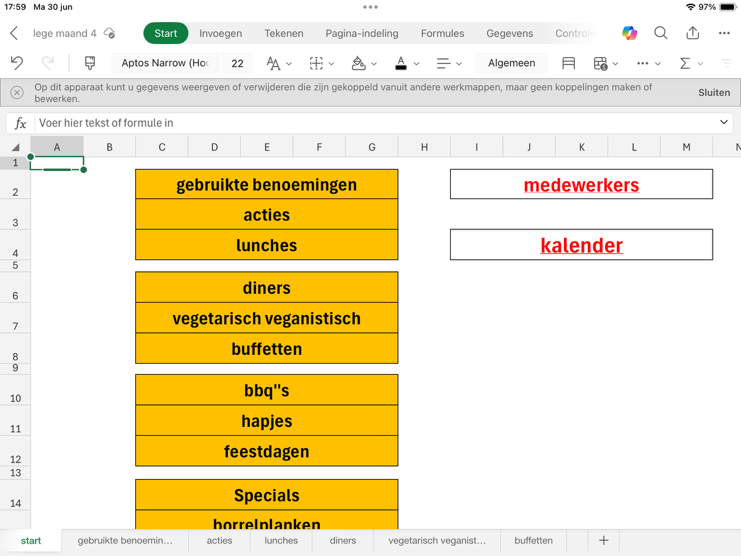 17:59 Ma 30 jun
97%
lege maand 4
Start Invoegen Tekenen Pagina-indeling Formules Gegevens
Aptos Narrow (Hoo 22 Algemeen
Op dit apparaat kunt u gegevens weergeven of verwijderen die zijn gekoppeld vanuit andere werkmappen, maar geen koppelingen maken of
bewerken.
Sluiten
fx Voer hier tekst of formule in
A B C D E F G H I J K L M N
1
2 gebruikte benoemingen medewerkers
3 acties
4 lunches kalender
5
6 diners
7 vegetarisch veganistisch
8 buffetten
9
10 bbq"s
11 hapjes
12 feestdagen
13
14 Specials
borrelplanken
start gebruikte benoemin... acties lunches diners vegetarisch veganist... buffetten +